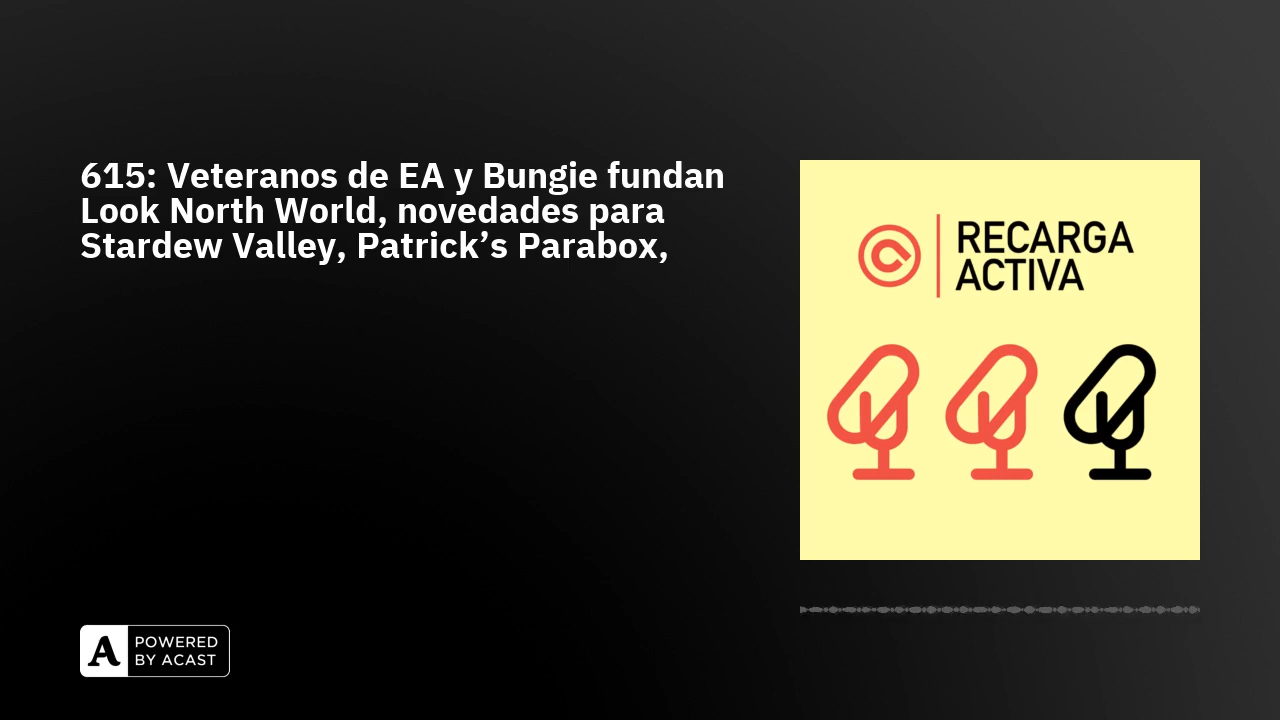 615: Veteranos de EA y Bungie fundan
Look North World, novedades para
Stardew Valley, Patrick’s Parabox,
RECARGA
ACTIVA
A POWERED
BY ACAST